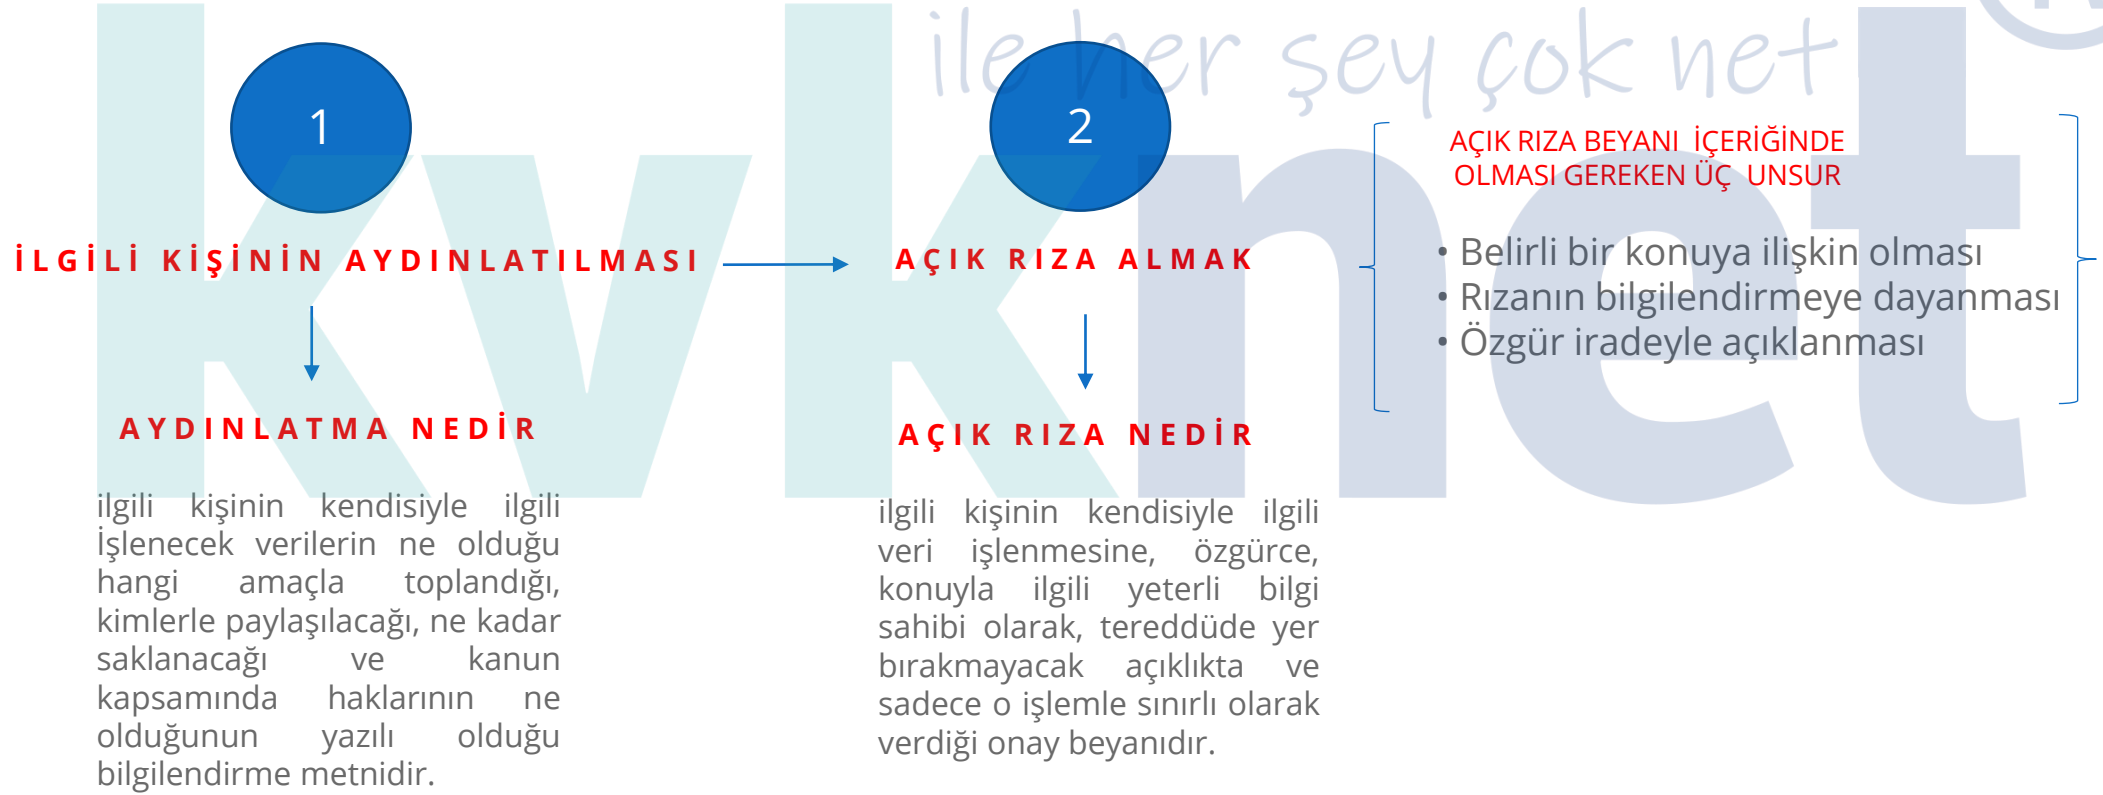 kvknet
ile her şey çok net
1
İLGİLİ KİŞİNİN AYDINLATILMASI
AYDINLATMA NEDİR
ilgili kişinin kendisiyle ilgili
İşlenecek verilerin ne olduğu
hangi amaçla toplandığı,
kimlerle paylaşılacağı, ne kadar
saklanacağı ve kanun
kapsamında haklarının ne
olduğunun yazılı olduğu
bilgilendirme metnidir.
2
AÇIK RIZA ALMAK
AÇIK RIZA NEDİR
ilgili kişinin kendisiyle ilgili
veri işlenmesine, özgürce,
konuyla ilgili yeterli bilgi
sahibi olarak, tereddüde yer
bırakmayacak açıklıkta ve
sadece o işlemle sınırlı olarak
verdiği onay beyanıdır.
AÇIK RIZA BEYANI İÇERİĞİNDE
OLMASI GEREKEN ÜÇ UNSUR
• Belirli bir konuya ilişkin olması
• Rızanın bilgilendirmeye dayanması
• Özgür iradeyle açıklanması